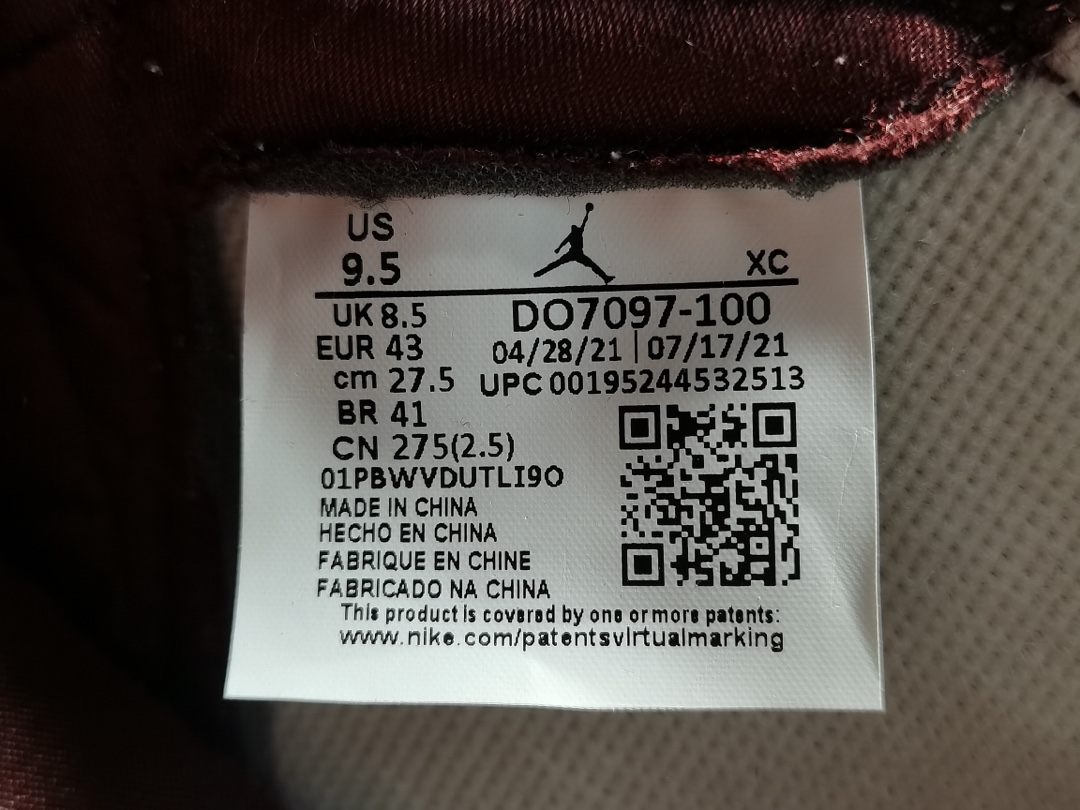 US
9.5
XC
UK 8.5
DO7097-100
EUR 43
04/28/21 | 07/17/21
cm 27.5
UPC 00195244532513
BR 41
CN 275(2.5)
01PBWVDUTLI9O
MADE IN CHINA
HECHO EN CHINA
FABRIQUE EN CHINE
FABRICADO NA CHINA
This product is covered by one or more patents:
www.nike.com/patentsvirtualmarking